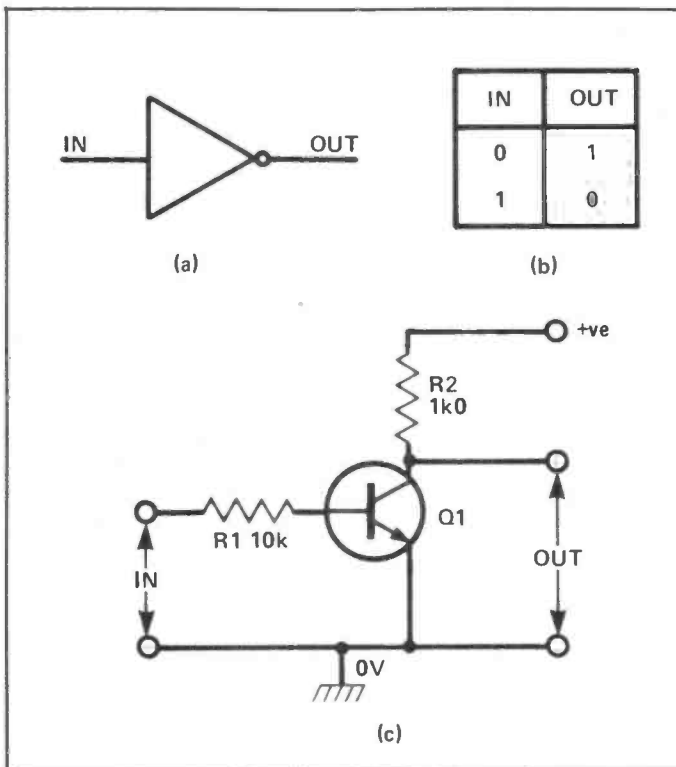 IN
OUT
(a)
IN OUT
0 1
1 0
(b)
+ve
R2
1k0
R1 10k
Q1
IN
OUT
0V
(c)